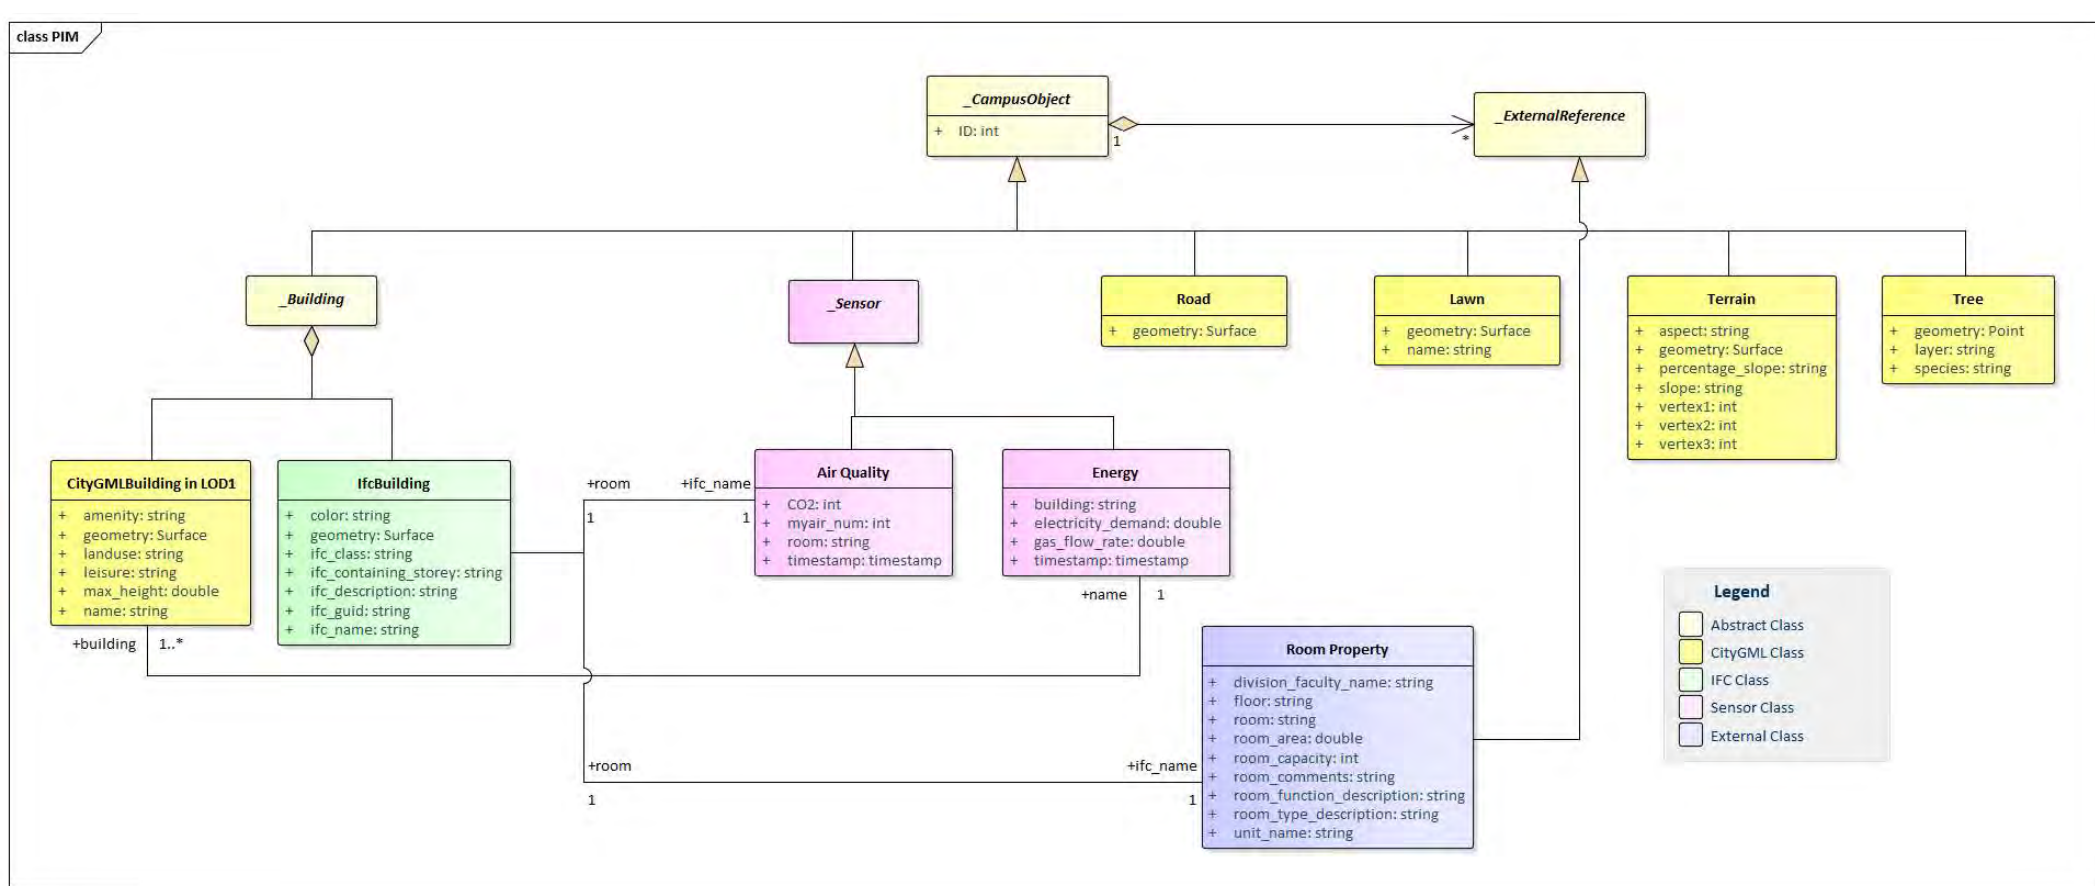 class PIM
_CampusObject
+ ID: int
1
*
_ExternalReference
_Building
_Sensor
Road
+ geometry: Surface
Lawn
+ geometry: Surface
+ name: string
Terrain
+ aspect: string
+ geometry: Surface
+ percentage_slope: string
+ slope: string
+ vertex1: int
+ vertex2: int
+ vertex3: int
Tree
+ geometry: Point
+ layer: string
+ species: string
CityGMLBuilding in LOD1
+ amenity: string
+ geometry: Surface
+ landuse: string
+ leisure: string
+ max_height: double
+ name: string
IfcBuilding
+ color: string
+ geometry: Surface
+ ifc_class: string
+ ifc_containing_storey: string
+ ifc_description: string
+ ifc_guid: string
+ ifc_name: string
+room
+ifc_name
1
1
Air Quality
+ CO2: int
+ myair_num: int
+ room: string
+ timestamp: timestamp
Energy
+ building: string
+ electricity_demand: double
+ gas_flow_rate: double
+ timestamp: timestamp
+name 1
+building 1..*
Room Property
+ division_faculty_name: string
+ floor: string
+ room: string
+ room_area: double
+ room_capacity: int
+ room_comments: string
+ room_function_description: string
+ room_type_description: string
+ unit_name: string
+room
+ifc_name
1
1
Legend
Abstract Class
CityGML Class
IFC Class
Sensor Class
External Class